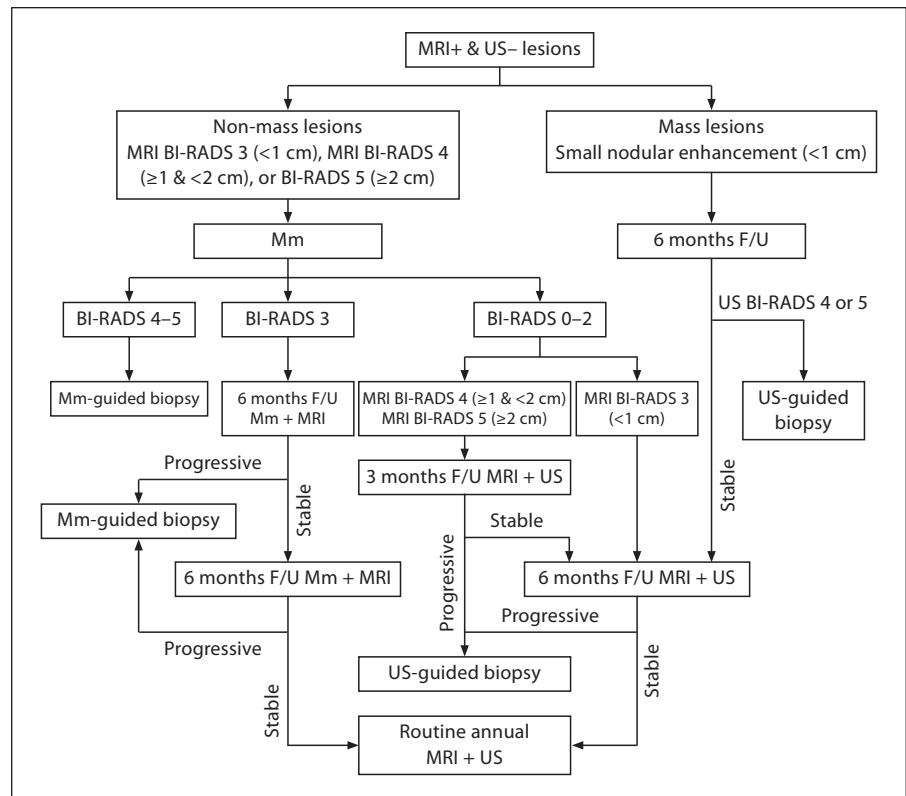 MRI+ & US– lesions
Non-mass lesions
MRI BI-RADS 3 (<1 cm), MRI BI-RADS 4
(≥1 & <2 cm), or BI-RADS 5 (≥2 cm)
Mass lesions
Small nodular enhancement (<1 cm)
Mm
6 months F/U
BI-RADS 4–5
BI-RADS 3
BI-RADS 0–2
US BI-RADS 4 or 5
Mm-guided biopsy
6 months F/U
Mm + MRI
MRI BI-RADS 4 (≥1 & <2 cm)
MRI BI-RADS 5 (≥2 cm)
MRI BI-RADS 3
(<1 cm)
US-guided
biopsy
Progressive
Stable
3 months F/U MRI + US
Stable
Mm-guided biopsy
Stable
6 months F/U Mm + MRI
Progressive
6 months F/U MRI + US
Progressive
Progressive
US-guided biopsy
Stable
Stable
Routine annual
MRI + US